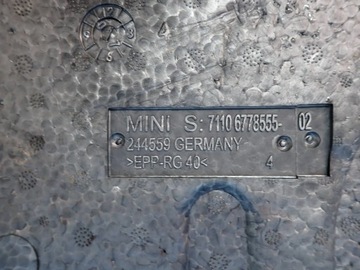 MINI S: 7110 6778555- 02
244559 GERMANY
>EPP-RG 40< 4